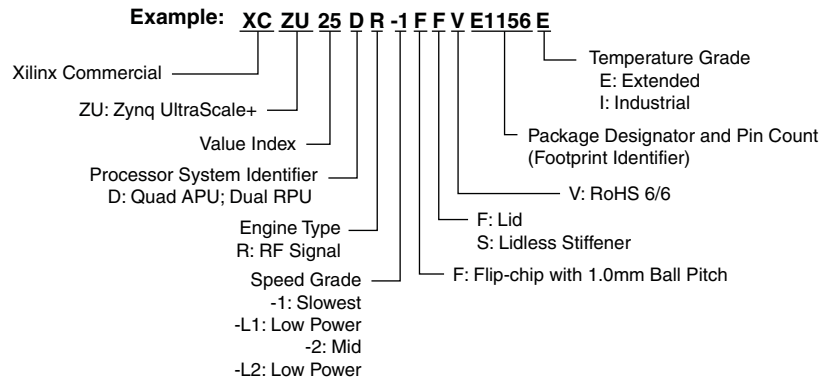 Example: XC ZU 25 D R -1 F F V E1156 E
Xilinx Commercial
ZU: Zynq UltraScale+
Value Index
Processor System Identifier
D: Quad APU; Dual RPU
Engine Type
R: RF Signal
Speed Grade
-1: Slowest
-L1: Low Power
-2: Mid
-L2: Low Power
Temperature Grade
E: Extended
I: Industrial
Package Designator and Pin Count
(Footprint Identifier)
V: RoHS 6/6
F: Lid
S: Lidless Stiffener
F: Flip-chip with 1.0mm Ball Pitch